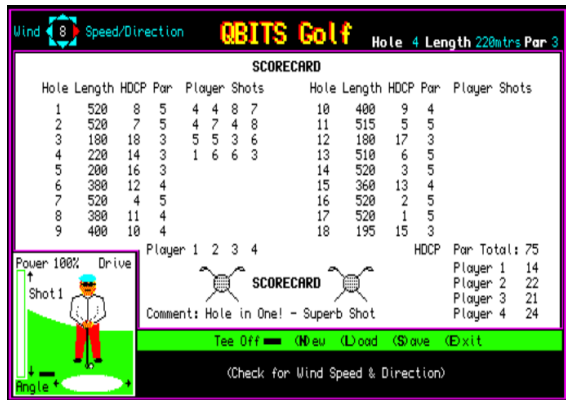 Wind 8 Speed/Direction QBITS Golf Hole 4 Length 220mtrs Par 3
SCORECARD
Hole Length HDCP Par Player Shots Hole Length HDCP Par Player Shots
1 520 8 5 4 4 8 7 10 400 9 4
2 520 7 5 4 7 4 8 11 515 5 5
3 180 18 3 5 5 3 6 12 180 17 3
4 220 14 3 1 6 6 3 13 510 6 5
5 200 16 3 14 520 3 5
6 380 12 4 15 360 13 4
7 520 4 5 16 520 2 5
8 380 11 4 17 520 1 5
9 400 10 4 18 195 15 3
Player 1 2 3 4 HDCP Par Total: 75
Power 100% Drive Player 1 14
Shot1 SCORECARD Player 2 22
Player 3 21
Comment: Hole in One! - Superb Shot Player 4 24
Tee Off (N)ew (L)oad (S)ave (E)xit
(Check for Wind Speed & Direction)
Angle